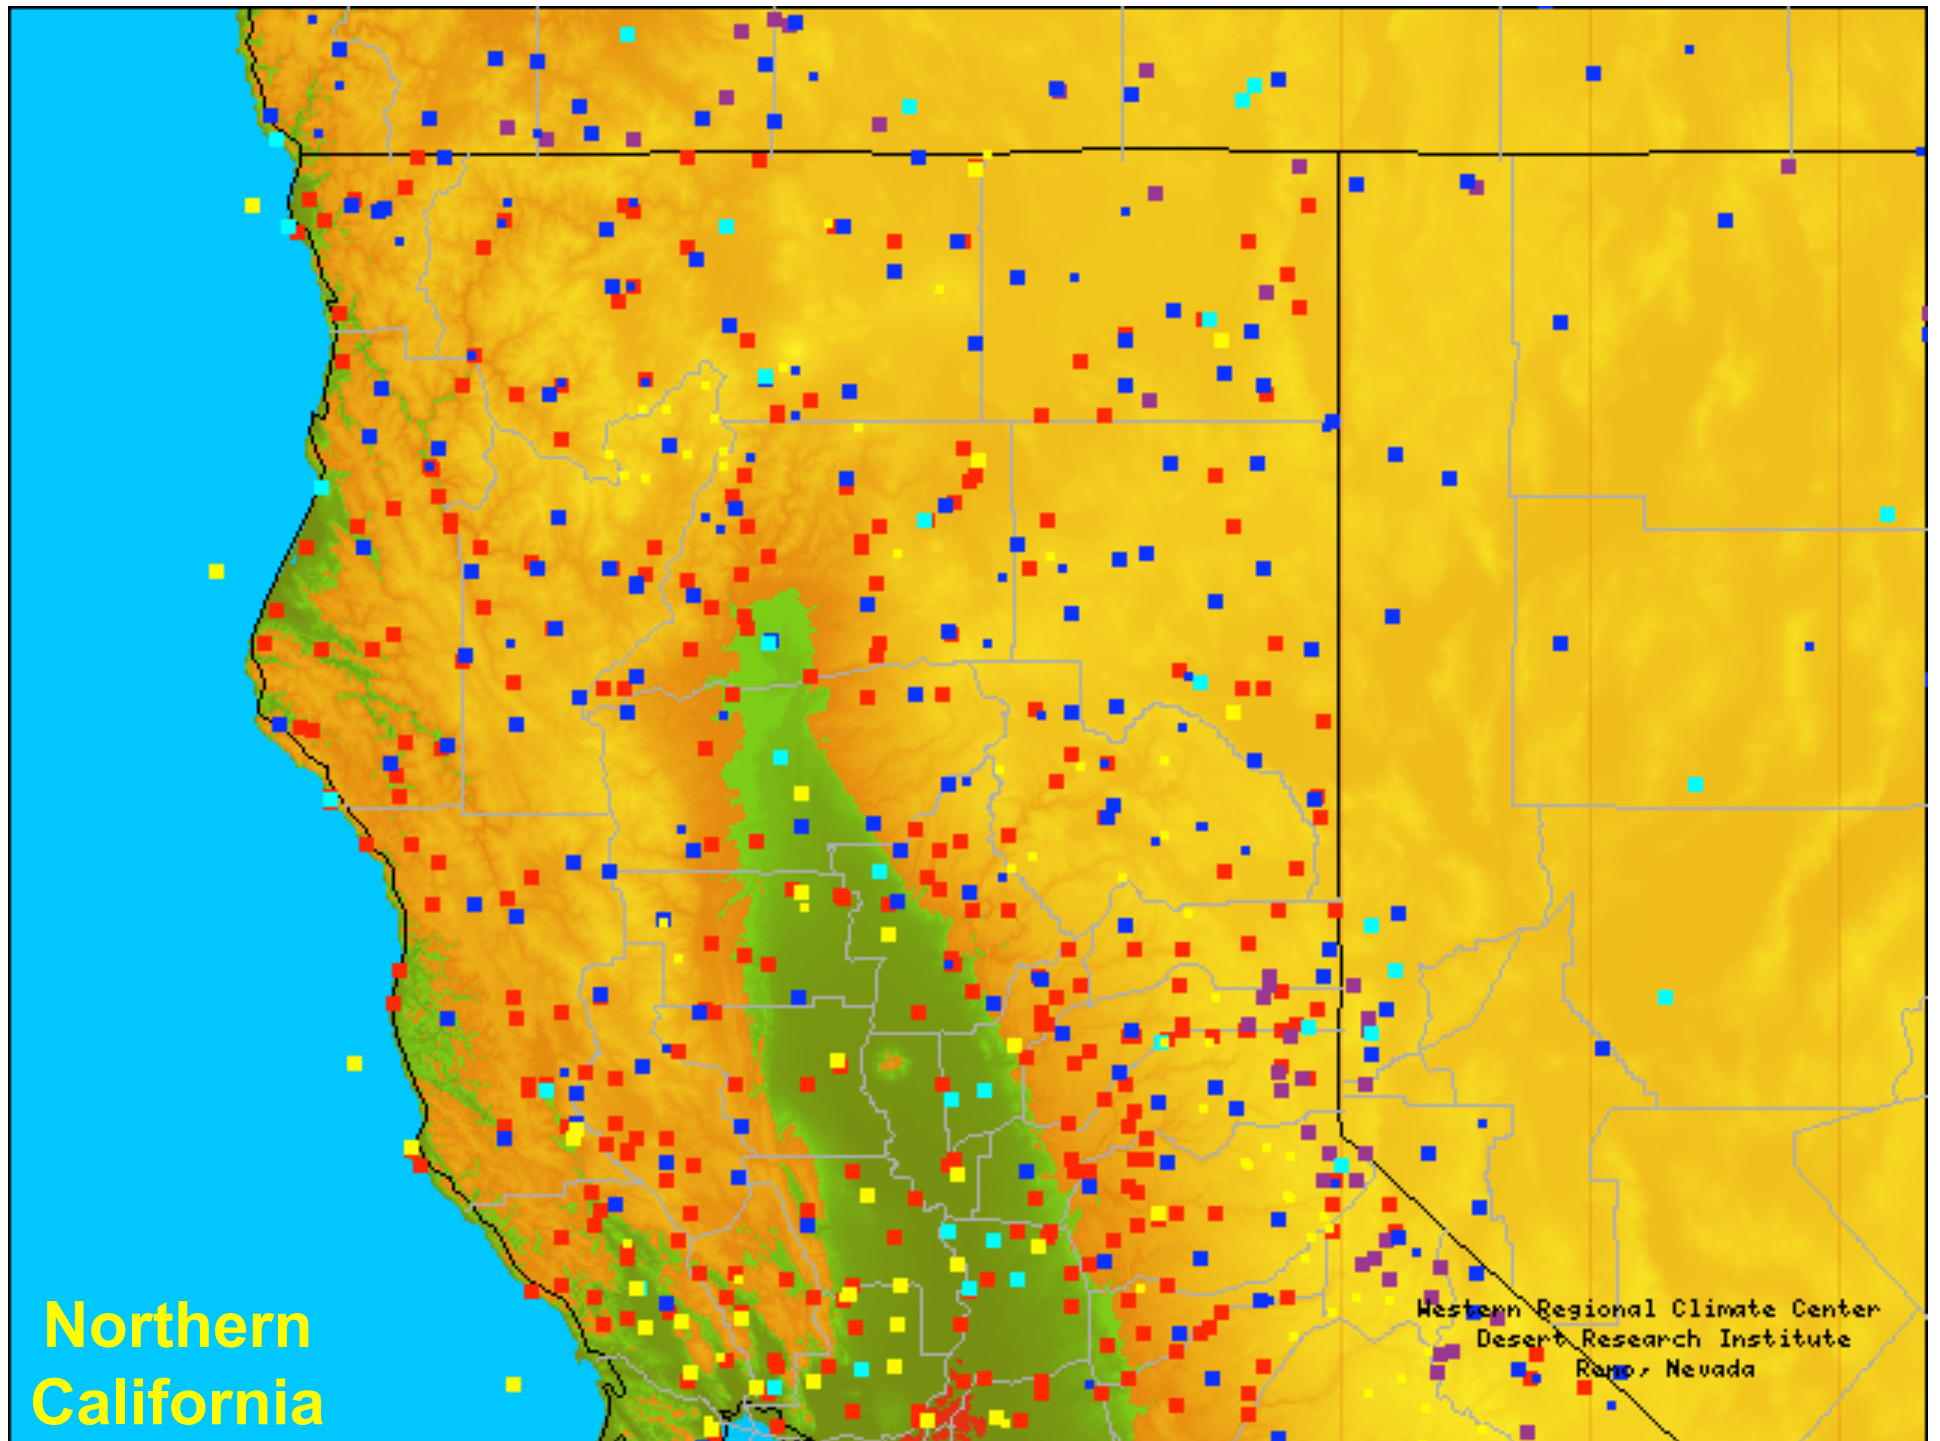 Western Regional Climate Center
Desert Research Institute
Reno, Nevada
Northern
California